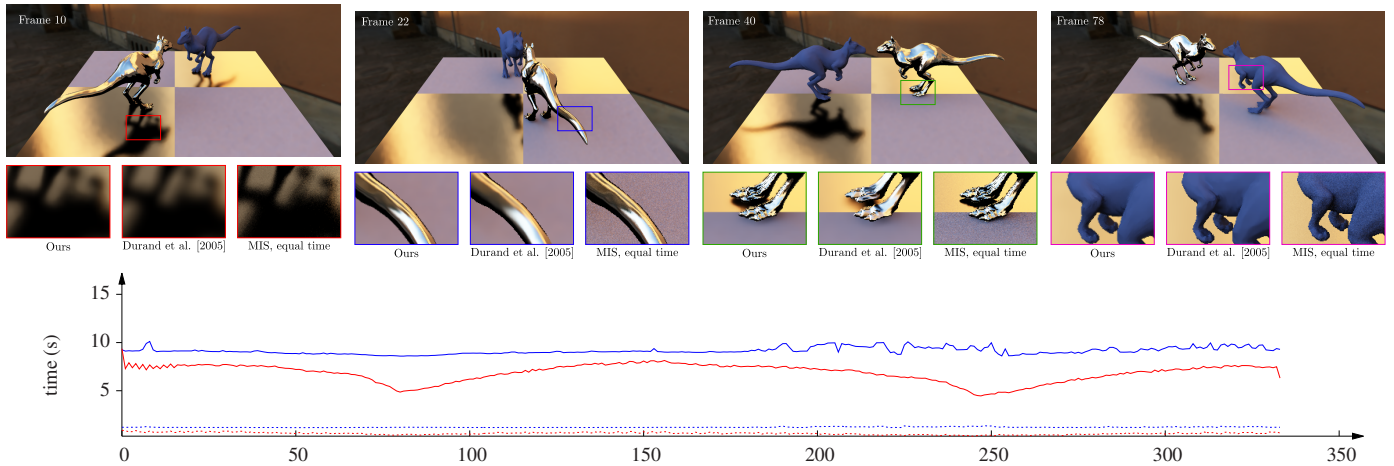 Frame 10
Frame 22
Frame 40
Frame 78
Ours
Durand et al. [2005]
MIS, equal time
Ours
Durand et al. [2005]
MIS, equal time
Ours
Durand et al. [2005]
MIS, equal time
Ours
Durand et al. [2005]
MIS, equal time
time (s)
15
10
5
0
50
100
150
200
250
300
350